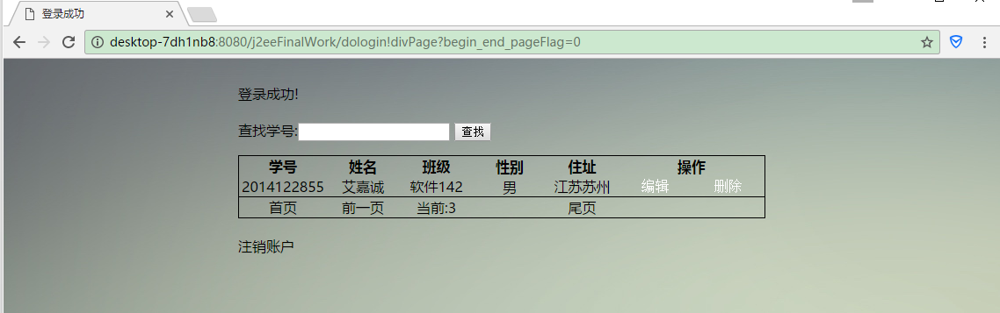 登录成功
desktop-7dh1nb8:8080/j2eeFinalWork/dologin!divPage?begin_end_pageFlag=0
登录成功!
查找学号: 查找
学号 姓名 班级 性别 住址 操作
2014122855 艾嘉诚 软件142 男 江苏苏州 编辑 删除
首页 前一页 当前:3 尾页
注销账户